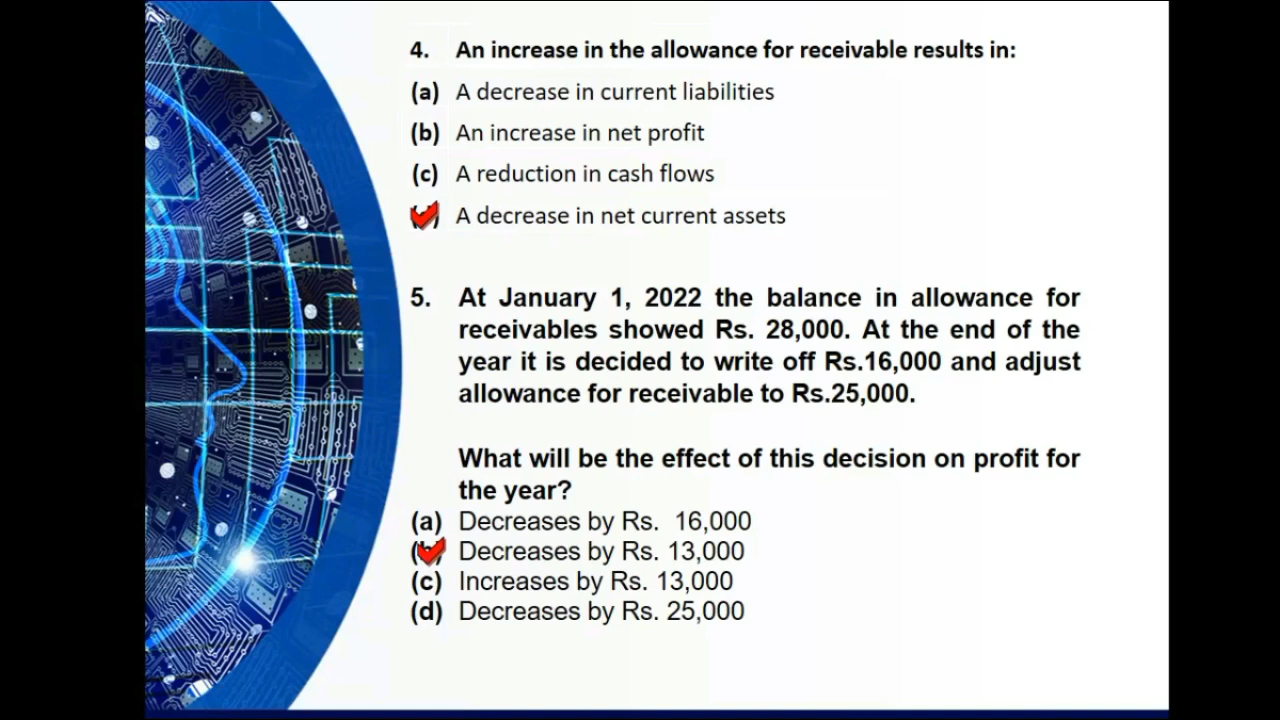 4. An increase in the allowance for receivable results in:
(a) A decrease in current liabilities
(b) An increase in net profit
(c) A reduction in cash flows
A decrease in net current assets
5. At January 1, 2022 the balance in allowance for
receivables showed Rs. 28,000. At the end of the
year it is decided to write off Rs.16,000 and adjust
allowance for receivable to Rs.25,000.
What will be the effect of this decision on profit for
the year?
(a) Decreases by Rs. 16,000
Decreases by Rs. 13,000
(c) Increases by Rs. 13,000
(d) Decreases by Rs. 25,000